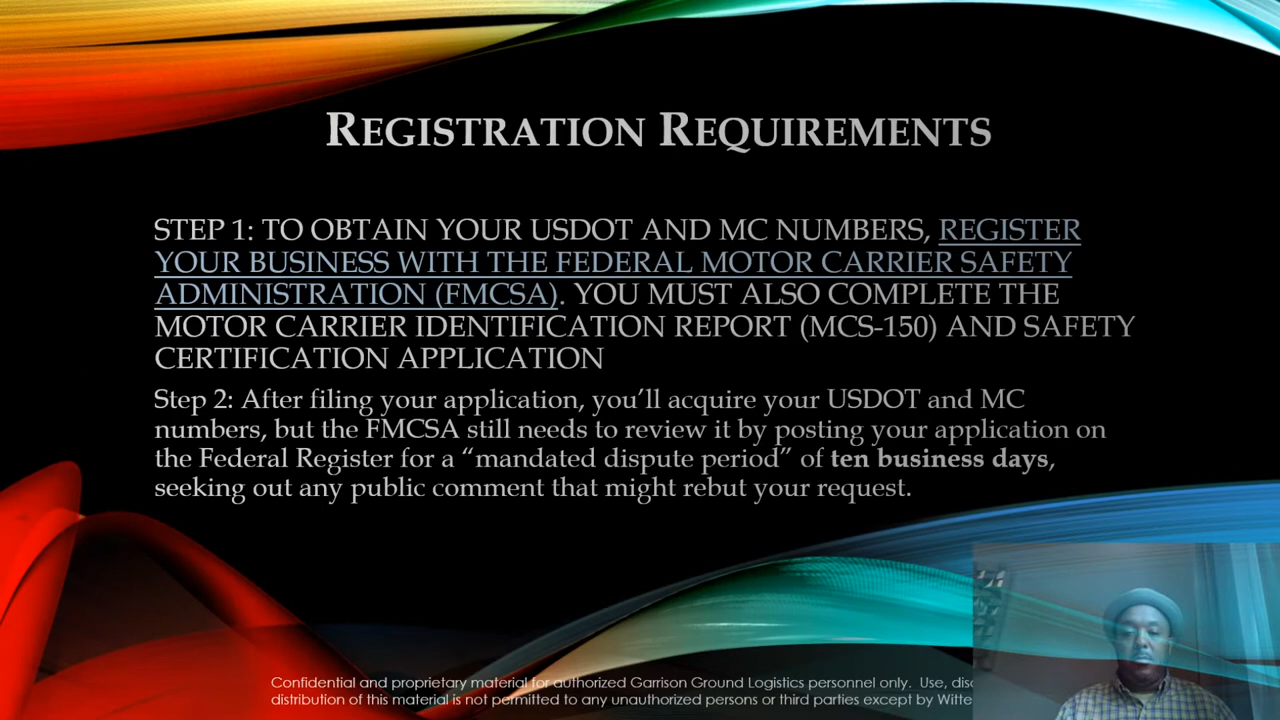 REGISTRATION REQUIREMENTS
STEP 1: TO OBTAIN YOUR USDOT AND MC NUMBERS, REGISTER
YOUR BUSINESS WITH THE FEDERAL MOTOR CARRIER SAFETY
ADMINISTRATION (FMCSA). YOU MUST ALSO COMPLETE THE
MOTOR CARRIER IDENTIFICATION REPORT (MCS-150) AND SAFETY
CERTIFICATION APPLICATION
Step 2: After filing your application, you’ll acquire your USDOT and MC
numbers, but the FMCSA still needs to review it by posting your application on
the Federal Register for a “mandated dispute period” of ten business days,
seeking out any public comment that might rebut your request.
Confidential and proprietary material for authorized Garrison Ground Logistics personnel only. Use,
distribution of this material is not permitted to any unauthorized persons or third parties except by